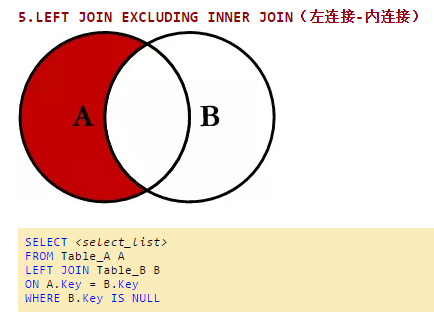 5.LEFT JOIN EXCLUDING INNER JOIN（左连接-内连接）
A B
SELECT <select_list>
FROM Table_A A
LEFT JOIN Table_B B
ON A.Key = B.Key
WHERE B.Key IS NULL